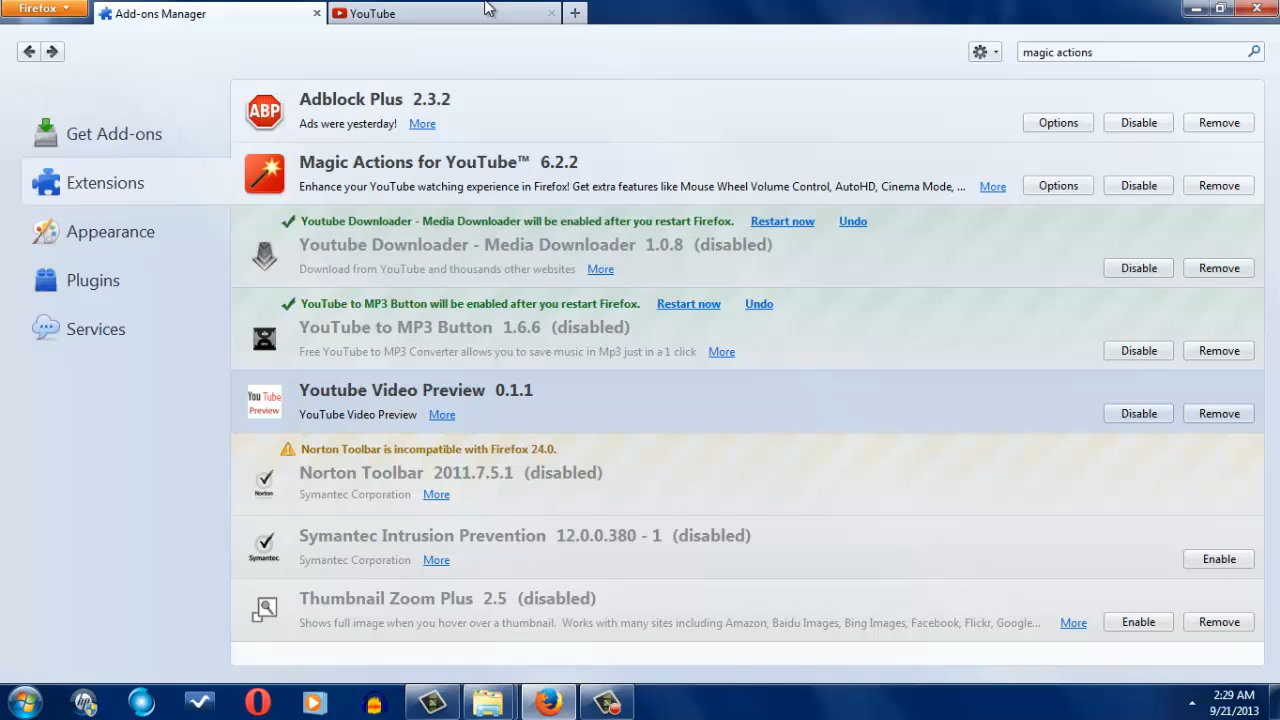 Firefox
Add-ons Manager
YouTube
magic actions
Get Add-ons
Extensions
Appearance
Plugins
Services
ABP
Adblock Plus 2.3.2
Ads were yesterday! More
Options Disable Remove
Magic Actions for YouTube™ 6.2.2
Enhance your YouTube watching experience in Firefox! Get extra features like Mouse Wheel Volume Control, AutoHD, Cinema Mode, ... More
Options Disable Remove
Youtube Downloader - Media Downloader will be enabled after you restart Firefox. Restart now Undo
Youtube Downloader - Media Downloader 1.0.8 (disabled)
Download from YouTube and thousands other websites More
Disable Remove
YouTube to MP3 Button will be enabled after you restart Firefox. Restart now Undo
YouTube to MP3 Button 1.6.6 (disabled)
Free YouTube to MP3 Converter allows you to save music in Mp3 just in a 1 click More
Disable Remove
You Tube
Preview
Youtube Video Preview 0.1.1
YouTube Video Preview More
Disable Remove
Norton Toolbar is incompatible with Firefox 24.0.
Norton Toolbar 2011.7.5.1 (disabled)
Norton
Symantec Corporation More
Symantec Intrusion Prevention 12.0.0.380 - 1 (disabled)
Symantec.
Symantec Corporation More
Enable
Thumbnail Zoom Plus 2.5 (disabled)
Shows full image when you hover over a thumbnail. Works with many sites including Amazon, Baidu Images, Bing Images, Facebook, Flickr, Google... More
Enable Remove
2:29 AM
9/21/2013